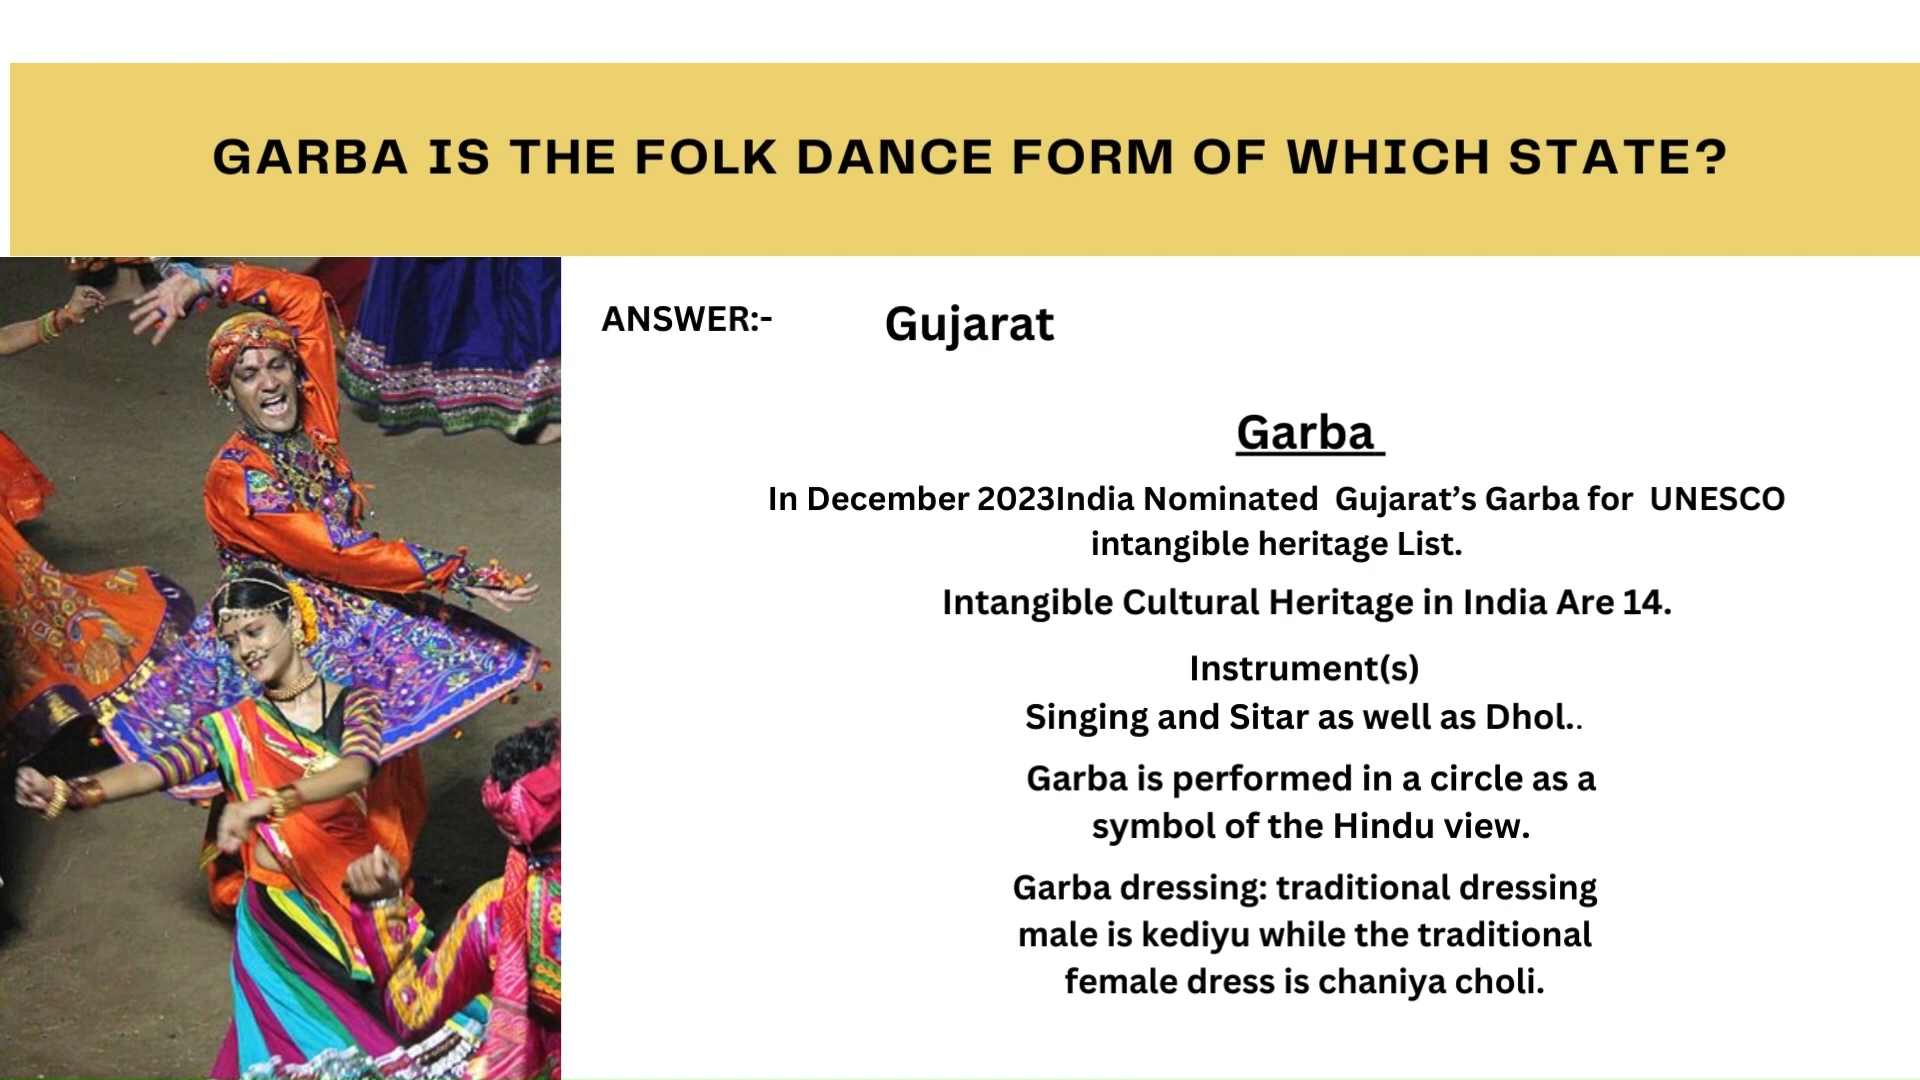 GARBA IS THE FOLK DANCE FORM OF WHICH STATE?
ANSWER:- Gujarat
Garba
In December 2023India Nominated Gujarat’s Garba for UNESCO
intangible heritage List.
Intangible Cultural Heritage in India Are 14.
Instrument(s)
Singing and Sitar as well as Dhol..
Garba is performed in a circle as a
symbol of the Hindu view.
Garba dressing: traditional dressing
male is kediyu while the traditional
female dress is chaniya choli.